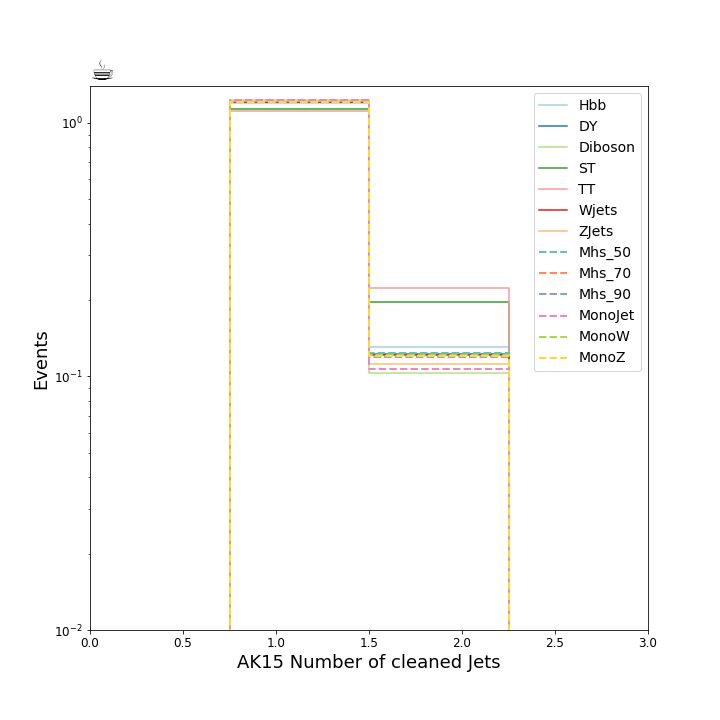 ☕
10⁰
10⁻¹
10⁻²
Events
0.0 0.5 1.0 1.5 2.0 2.5 3.0
AK15 Number of cleaned Jets
Hbb
DY
Diboson
ST
TT
Wjets
ZJets
Mhs_50
Mhs_70
Mhs_90
MonoJet
MonoW
MonoZ